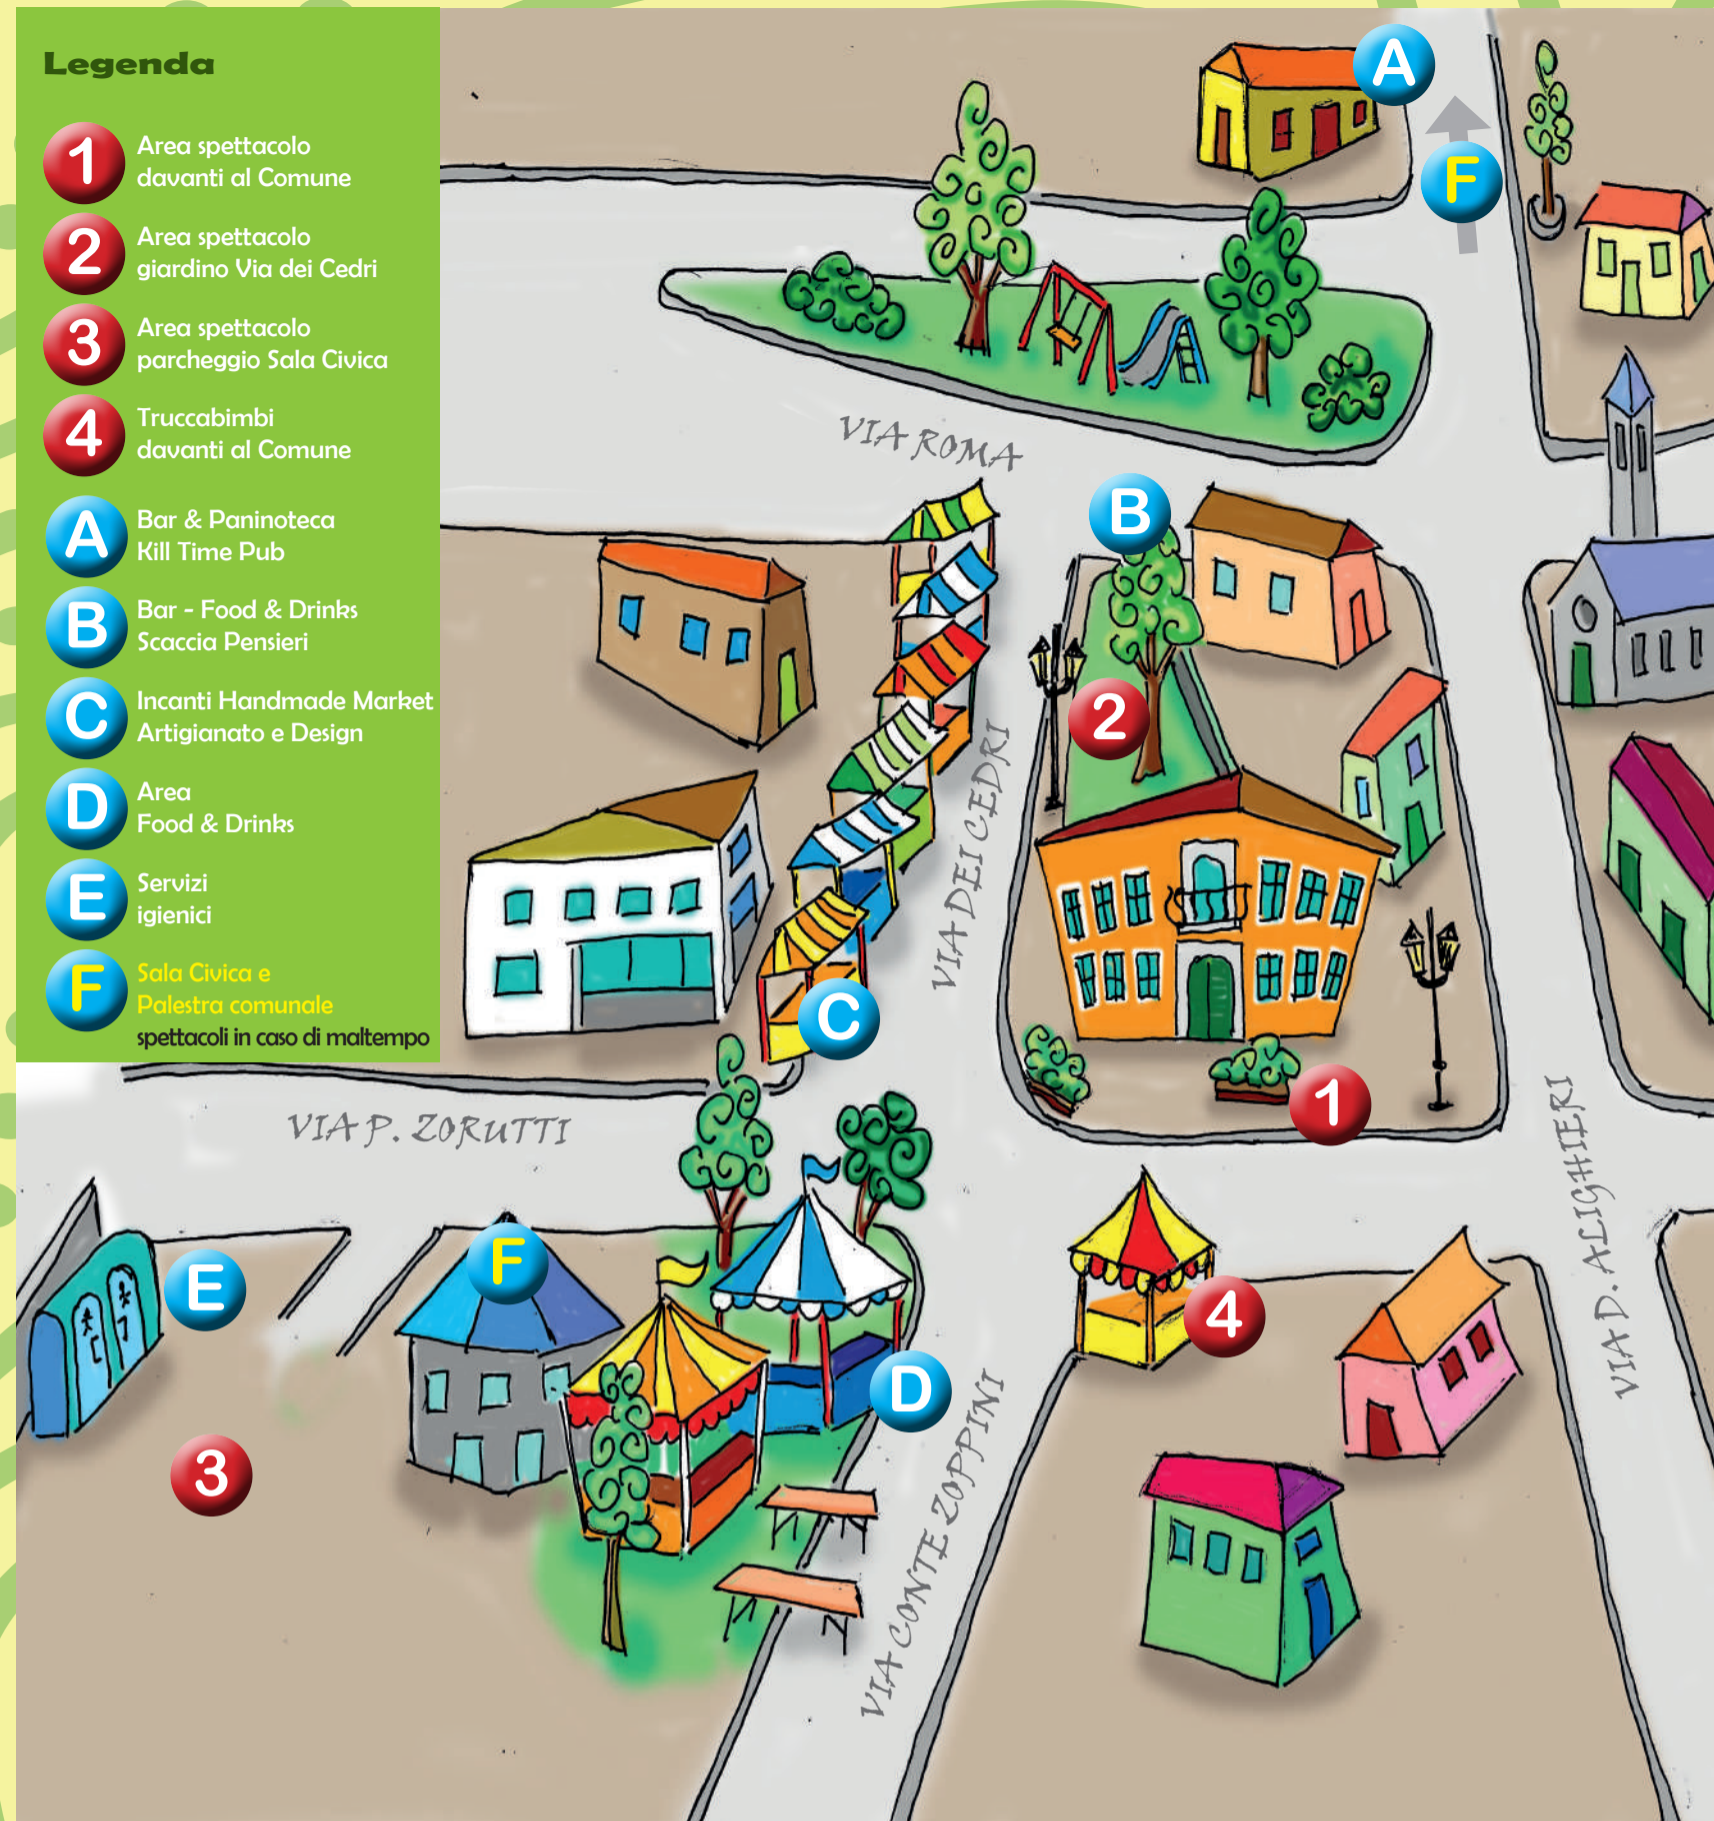 Legenda
1
Area spettacolo
davanti al Comune
2
Area spettacolo
giardino Via dei Cedri
3
Area spettacolo
parcheggio Sala Civica
4
Truccabimbi
davanti al Comune
A
Bar & Paninoteca
Kill Time Pub
B
Bar - Food & Drinks
Scaccia Pensieri
C
Incanti Handmade Market
Artigianato e Design
D
Area
Food & Drinks
E
Servizi
igienici
F
Sala Civica e
Palestra comunale
spettacoli in caso di maltempo
A
F
VIA ROMA
B
2
VIA DEI CEDRI
C
1
VIA P. ZORUTTI
VIA D. ALIGHIERI
E
F
4
D
3
VIA CONTE ZOPPINI